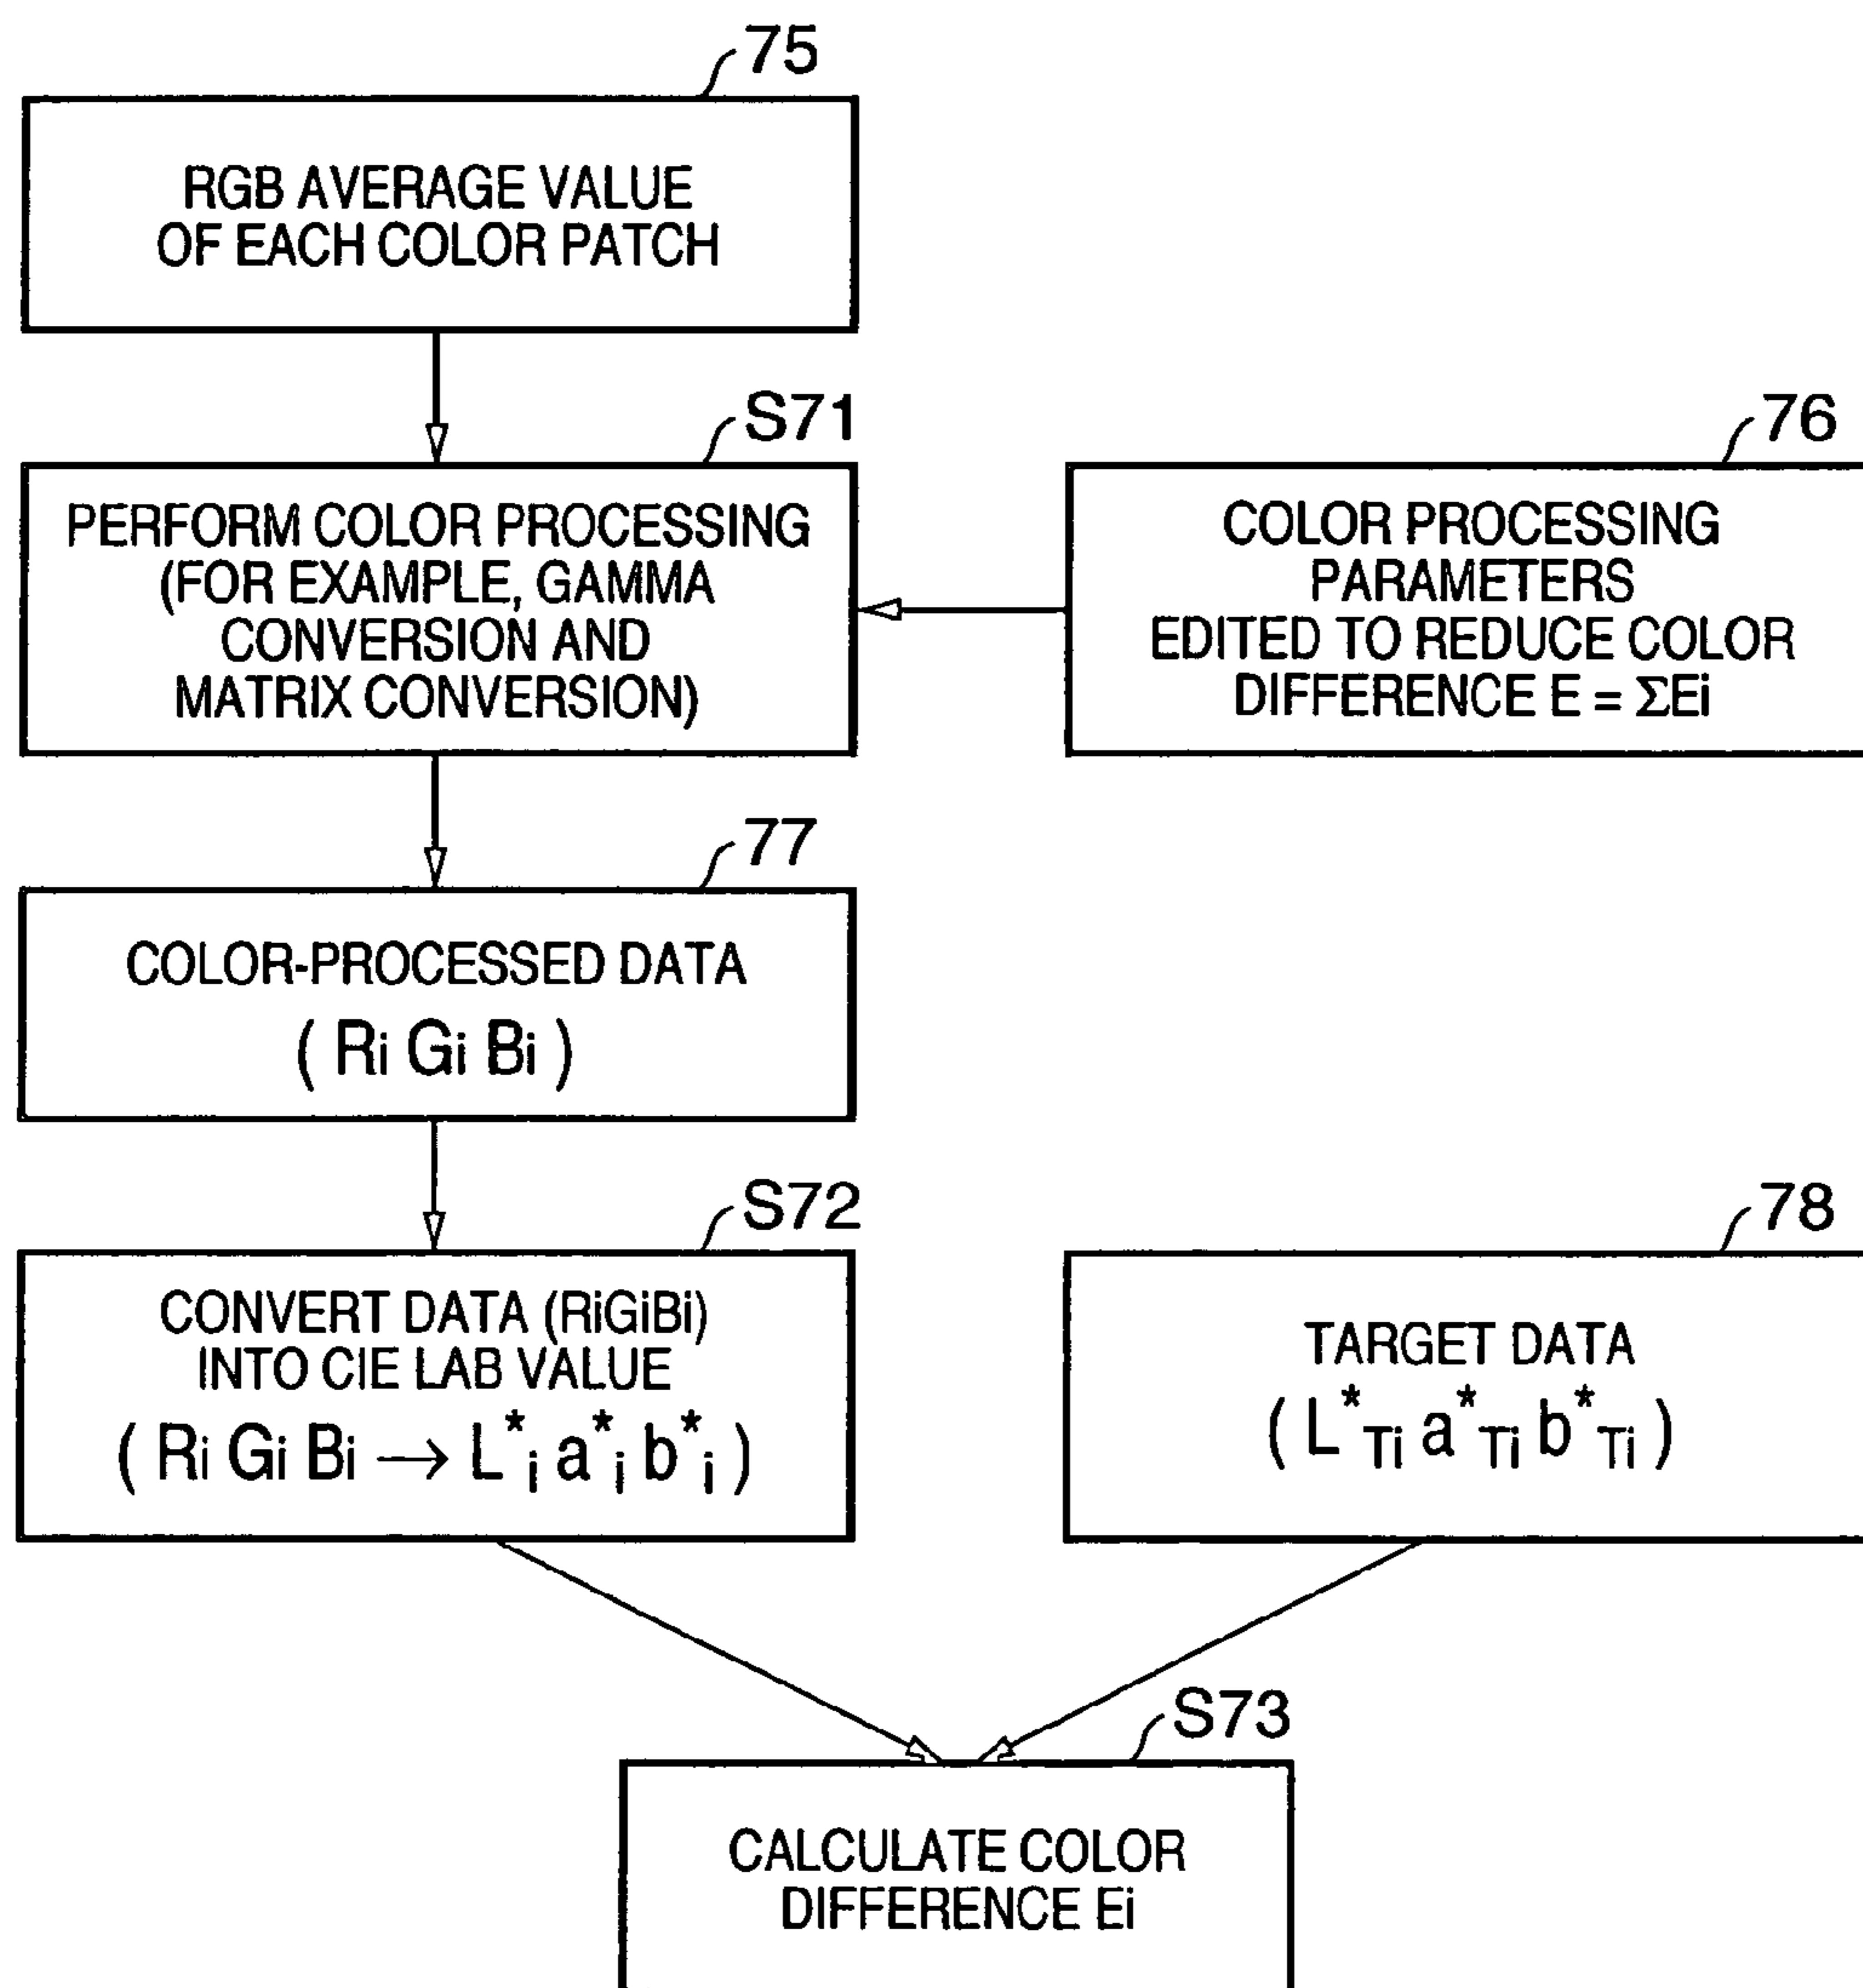 75
RGB AVERAGE VALUE
OF EACH COLOR PATCH
S71
PERFORM COLOR PROCESSING
(FOR EXAMPLE, GAMMA
CONVERSION AND
MATRIX CONVERSION)
76
COLOR PROCESSING
PARAMETERS
EDITED TO REDUCE COLOR
DIFFERENCE E = ΣEi
77
COLOR-PROCESSED DATA
( Ri Gi Bi )
S72
CONVERT DATA (RiGiBi)
INTO CIE LAB VALUE
( Ri Gi Bi → L*i a*i b*i )
78
TARGET DATA
( L*Ti a*Ti b*Ti )
S73
CALCULATE COLOR
DIFFERENCE Ei